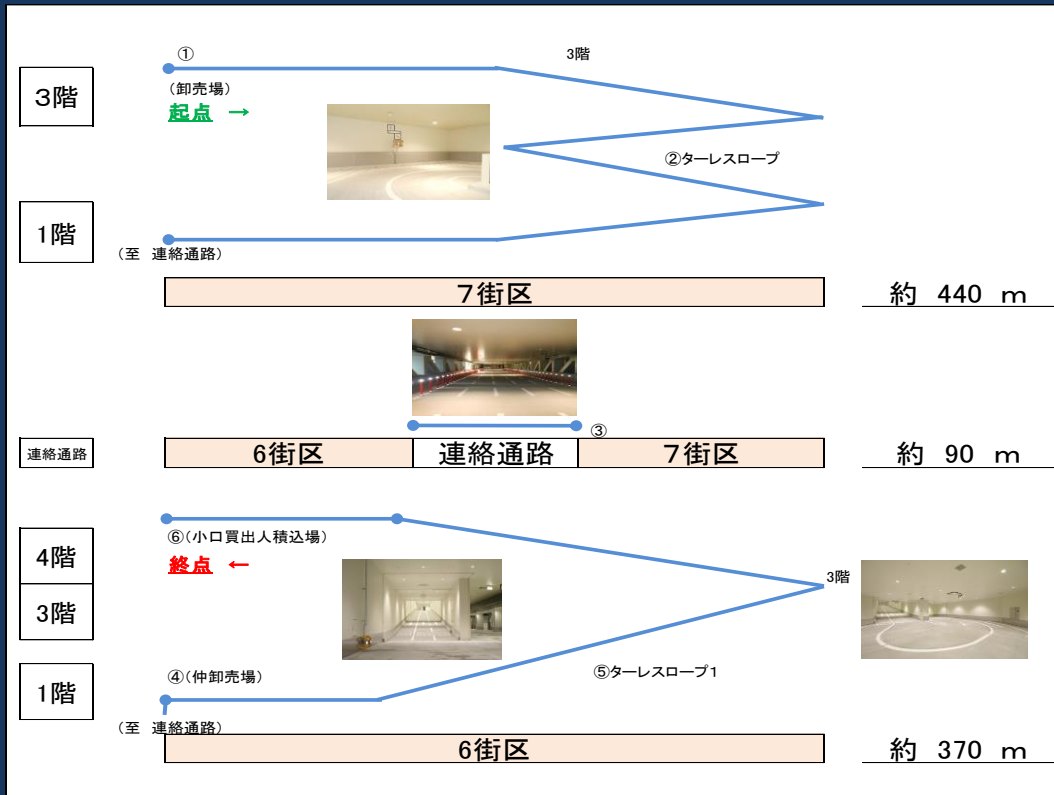 ①
3階
3階
(卸売場)
起点 →
②ターレスロープ
1階
(至 連絡通路)
7街区
約 440 m
③
連絡通路
6街区
連絡通路
7街区
約 90 m
⑥(小口買出人積込場)
4階
終点 ←
3階
3階
④(仲卸売場)
⑤ターレスロープ1
1階
(至 連絡通路)
6街区
約 370 m